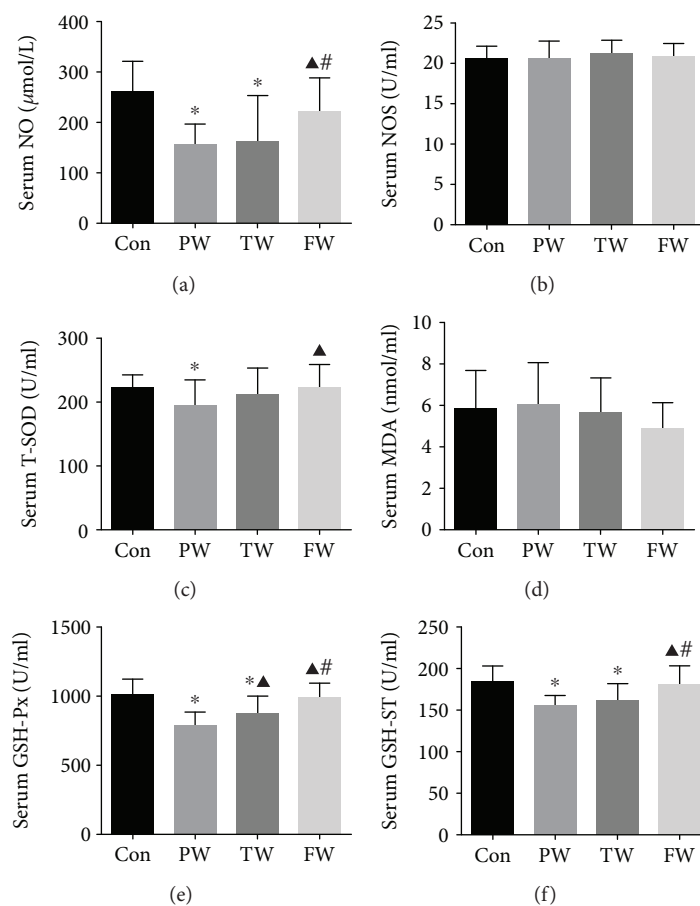 Serum NO (μmol/L)
400
300
200
100
0
*
*
▲#
Con PW TW FW
(a)
Serum NOS (U/ml)
25
20
15
10
5
0
Con PW TW FW
(b)
Serum T-SOD (U/ml)
300
200
100
0
*
▲
Con PW TW FW
(c)
Serum MDA (nmol/ml)
10
8
6
4
2
0
Con PW TW FW
(d)
Serum GSH-Px (U/ml)
1500
1000
500
0
*
*▲
▲#
Con PW TW FW
(e)
Serum GSH-ST (U/ml)
250
200
150
100
50
0
*
*
▲#
Con PW TW FW
(f)